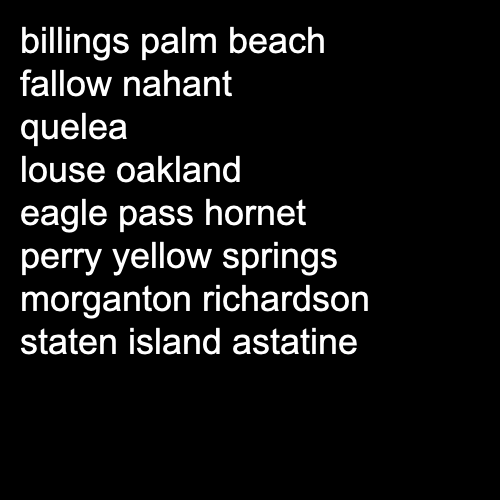 billings palm beach
fallow nahant
quelea
louse oakland
eagle pass hornet
perry yellow springs
morganton richardson
staten island astatine